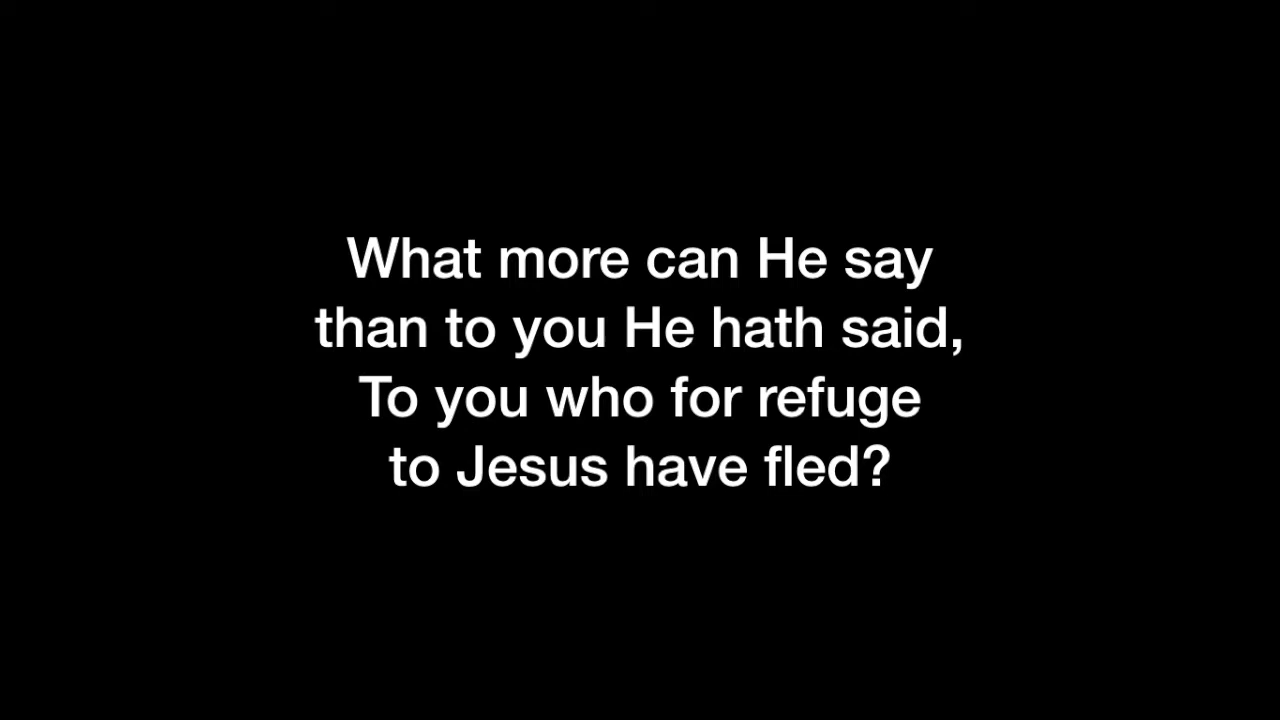 What more can He say
than to you He hath said,
To you who for refuge
to Jesus have fled?